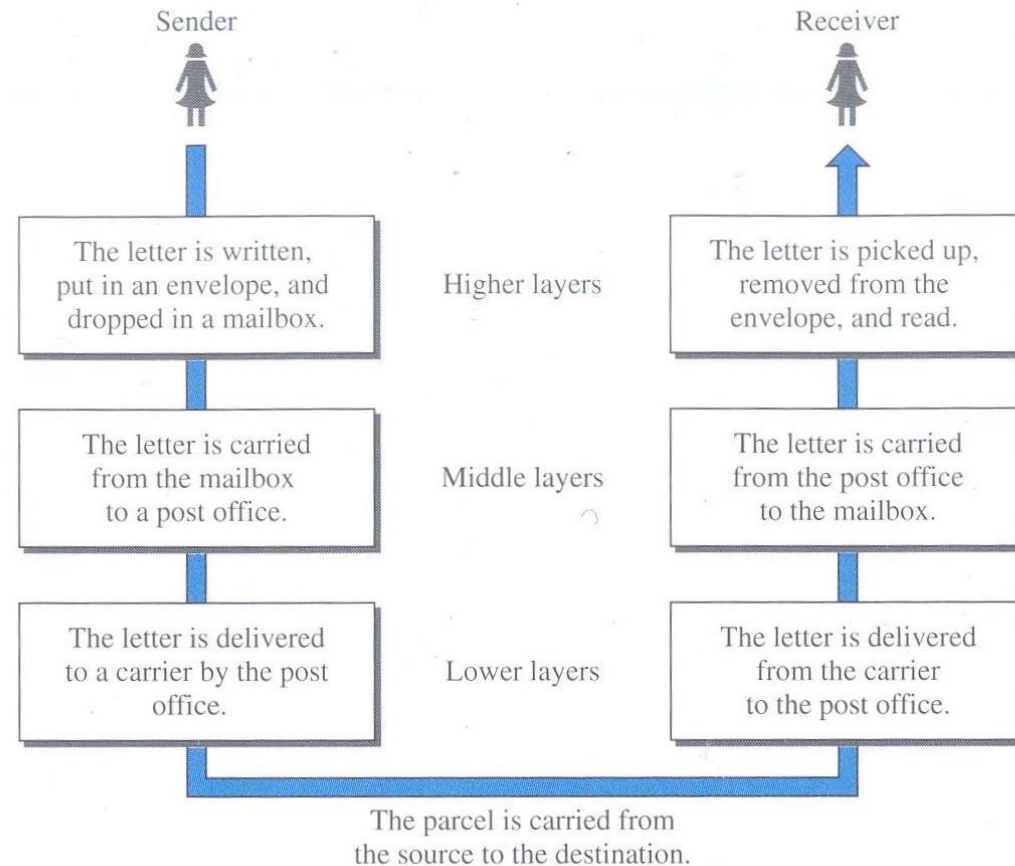 Sender
Receiver
The letter is written,
put in an envelope, and
dropped in a mailbox.
Higher layers
The letter is picked up,
removed from the
envelope, and read.
The letter is carried
from the mailbox
to a post office.
Middle layers
The letter is carried
from the post office
to the mailbox.
The letter is delivered
to a carrier by the post
office.
Lower layers
The letter is delivered
from the carrier
to the post office.
The parcel is carried from
the source to the destination.